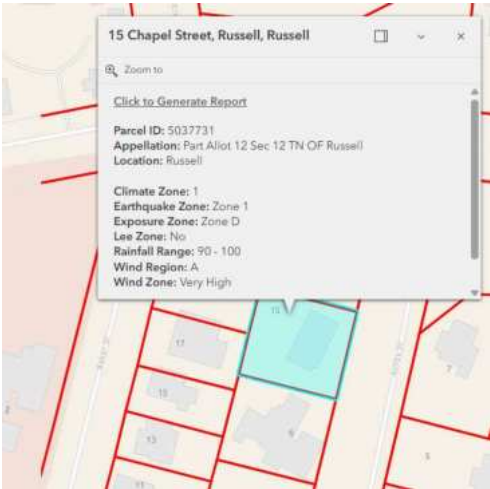 15 Chapel Street, Russell, Russell
Zoom to
Click to Generate Report
Parcel ID: 5037731
Appellation: Part Allot 12 Sec 12 TN OF Russell
Location: Russell
Climate Zone: 1
Earthquake Zone: Zone 1
Exposure Zone: Zone D
Lee Zone: No
Rainfall Range: 90 - 100
Wind Region: A
Wind Zone: Very High
15
17
15
13
11
9
7
5
2